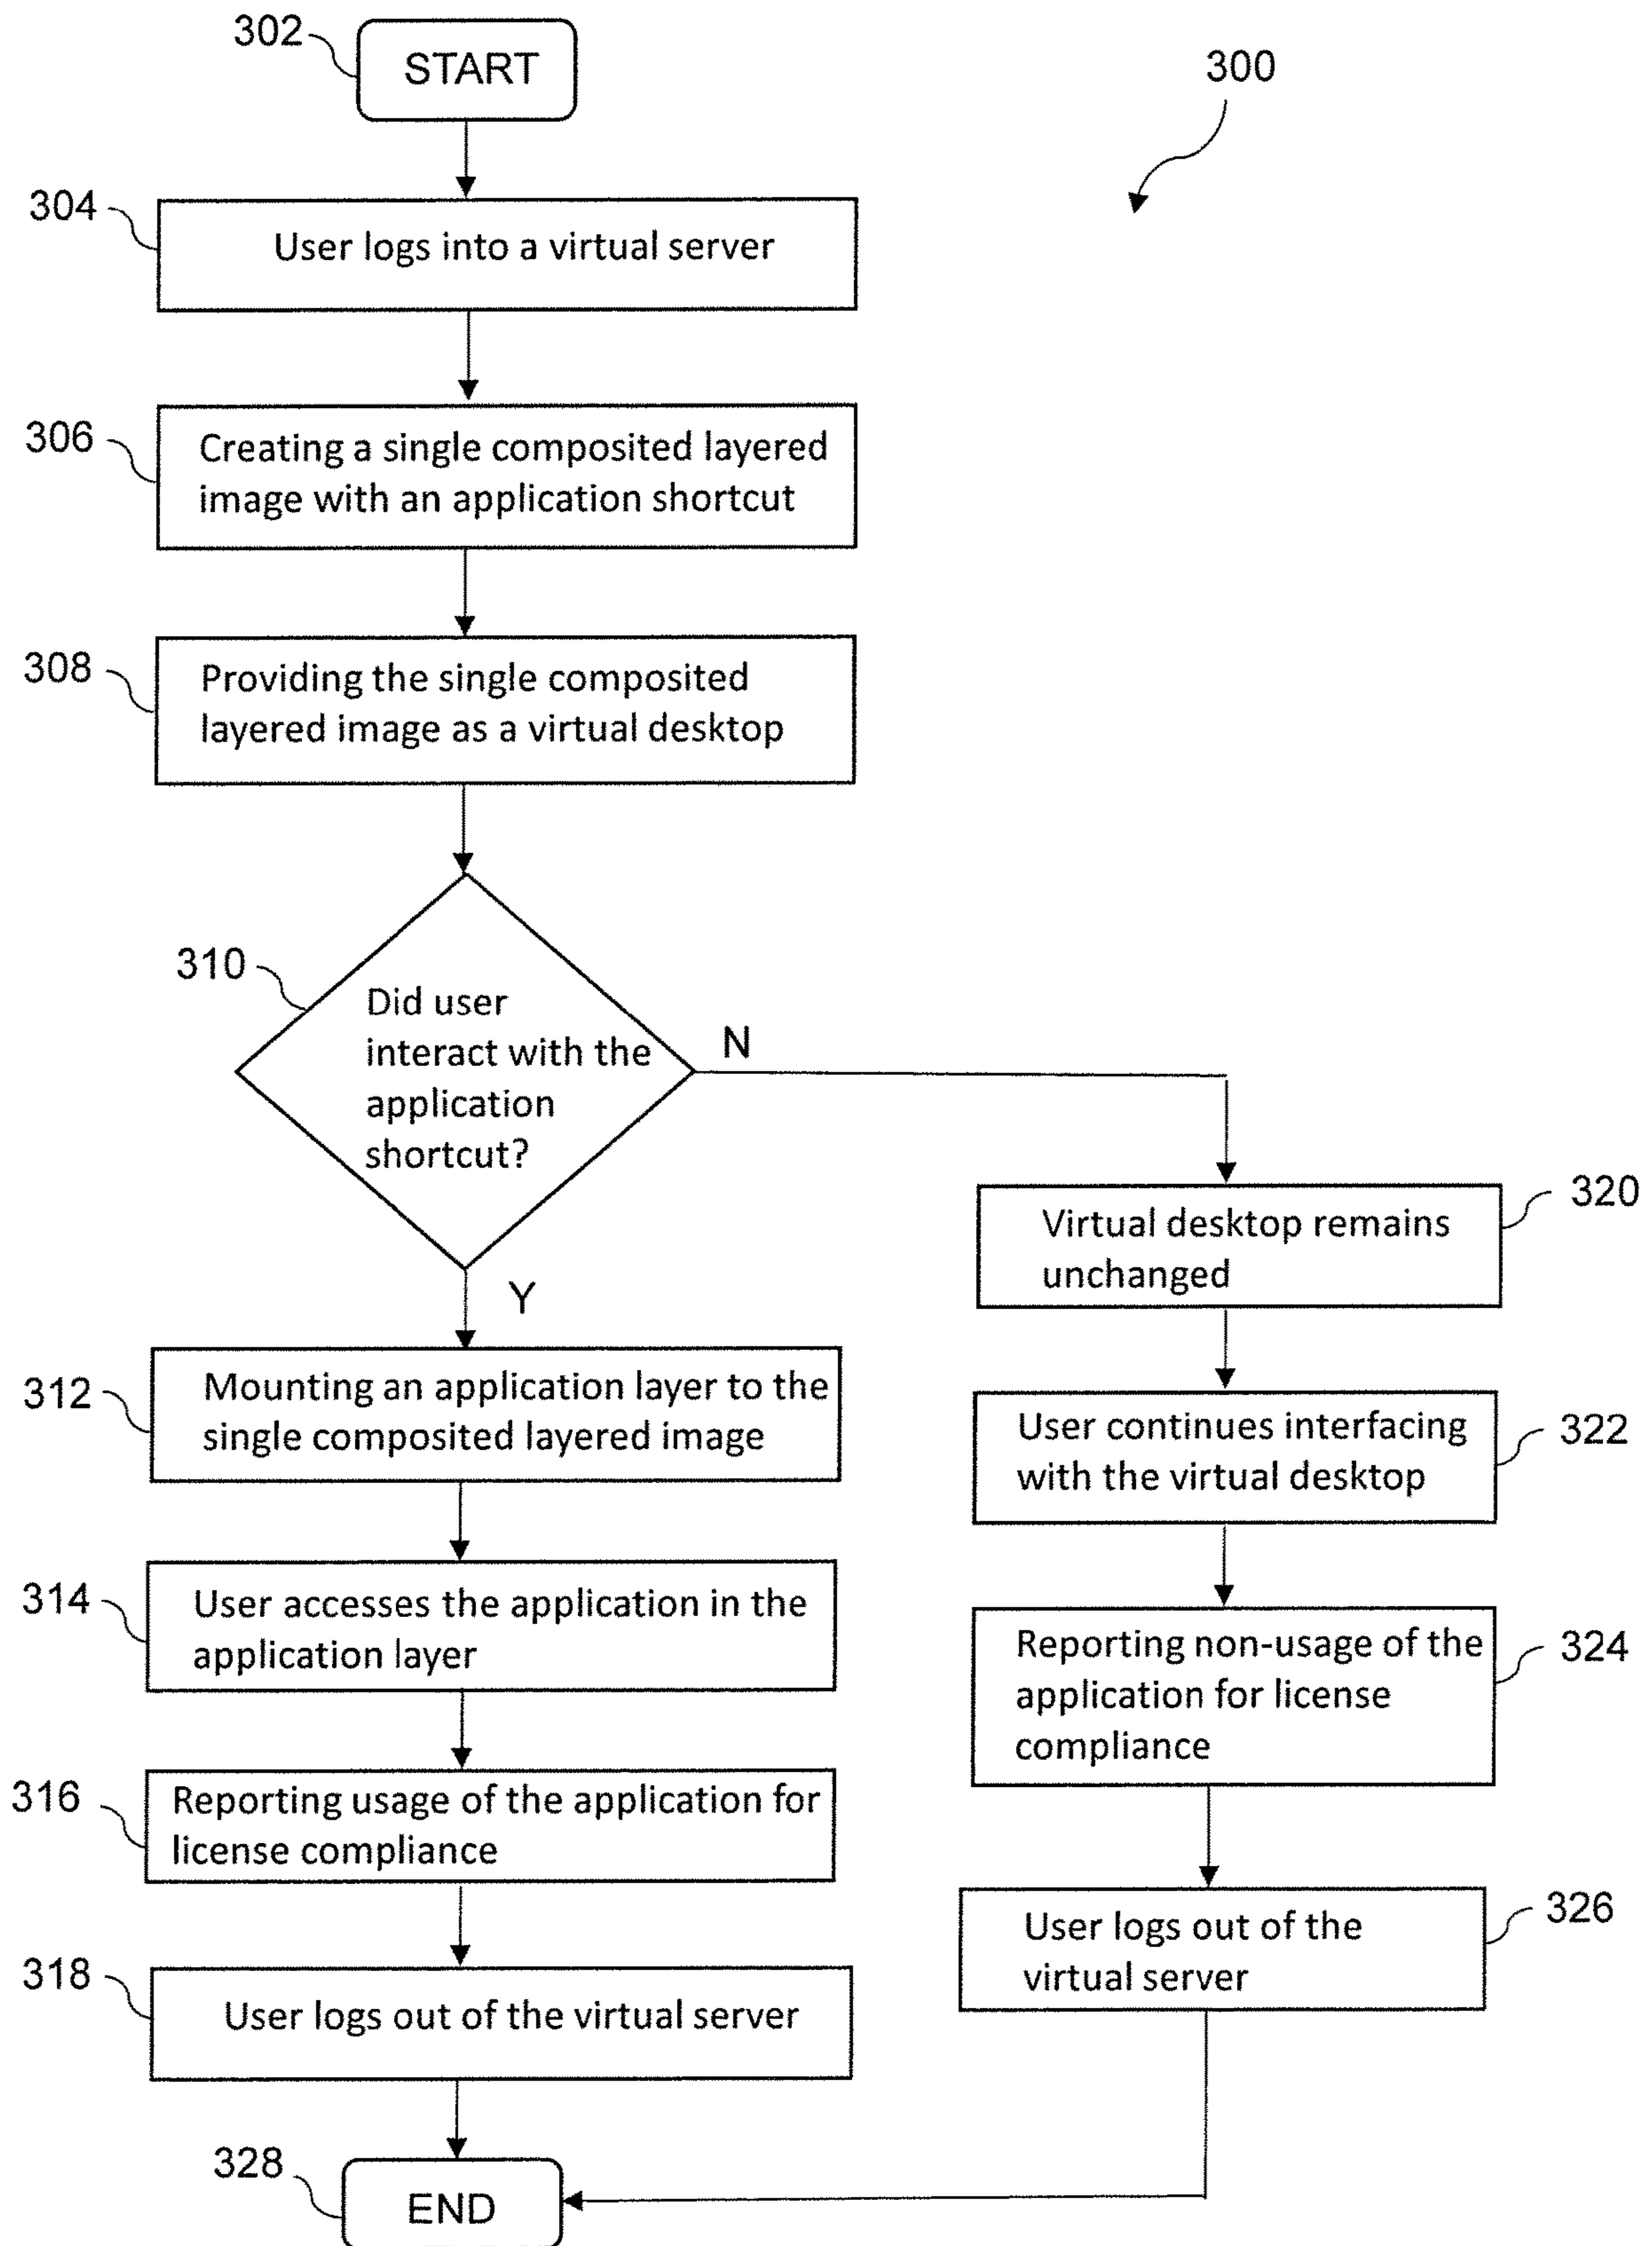 302
START
300
304
User logs into a virtual server
306
Creating a single composited layered
image with an application shortcut
308
Providing the single composited
layered image as a virtual desktop
310
Did user
interact with the
application
shortcut?
N
Y
312
Mounting an application layer to the
single composited layered image
314
User accesses the application in the
application layer
316
Reporting usage of the application for
license compliance
318
User logs out of the virtual server
320
Virtual desktop remains
unchanged
322
User continues interfacing
with the virtual desktop
324
Reporting non-usage of the
application for license
compliance
326
User logs out of the
virtual server
328
END